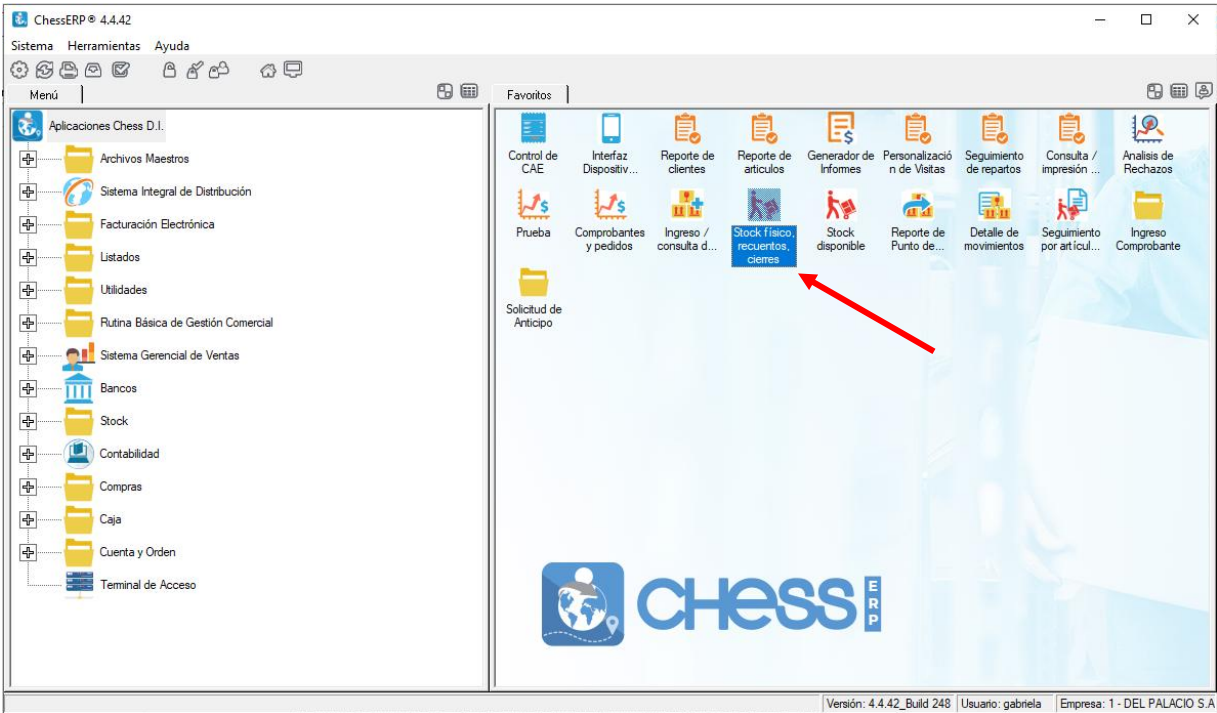 ChessERP® 4.4.42
Sistema Herramientas Ayuda
Menú
Favoritos
Aplicaciones Chess D.I.
Archivos Maestros
Sistema Integral de Distribución
Facturación Electrónica
Listados
Utilidades
Rutina Básica de Gestión Comercial
Sistema Gerencial de Ventas
Bancos
Stock
Contabilidad
Compras
Caja
Cuenta y Orden
Terminal de Acceso
Control de
CAE
Interfaz
Dispositiv...
Reporte de
clientes
Reporte de
articulos
Generador de
Informes
Personalizació
n de Visitas
Seguimiento
de repartos
Consulta /
impresión ...
Analisis de
Rechazos
Prueba
Comprobantes
y pedidos
Ingreso /
consulta d...
Stock físico,
recuentos,
cierres
Stock
disponible
Reporte de
Punto de...
Detalle de
movimientos
Seguimiento
por artícul...
Ingreso
Comprobante
Solicitud de
Anticipo
CHESS ERP
Versión: 4.4.42_Build 248 Usuario: gabriela Empresa: 1 - DEL PALACIO S.A